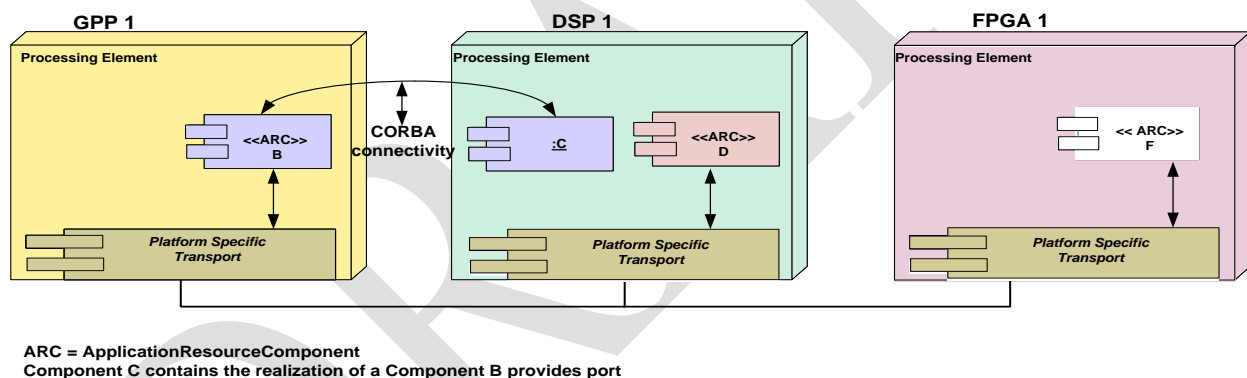 GPP 1
DSP 1
FPGA 1
Processing Element
Processing Element
Processing Element
<<ARC>>
B
CORBA
connectivity
:C
<<ARC>>
D
<< ARC>>
F
Platform Specific
Transport
Platform Specific
Transport
Platform Specific
Transport
ARC = ApplicationResourceComponent
Component C contains the realization of a Component B provides port